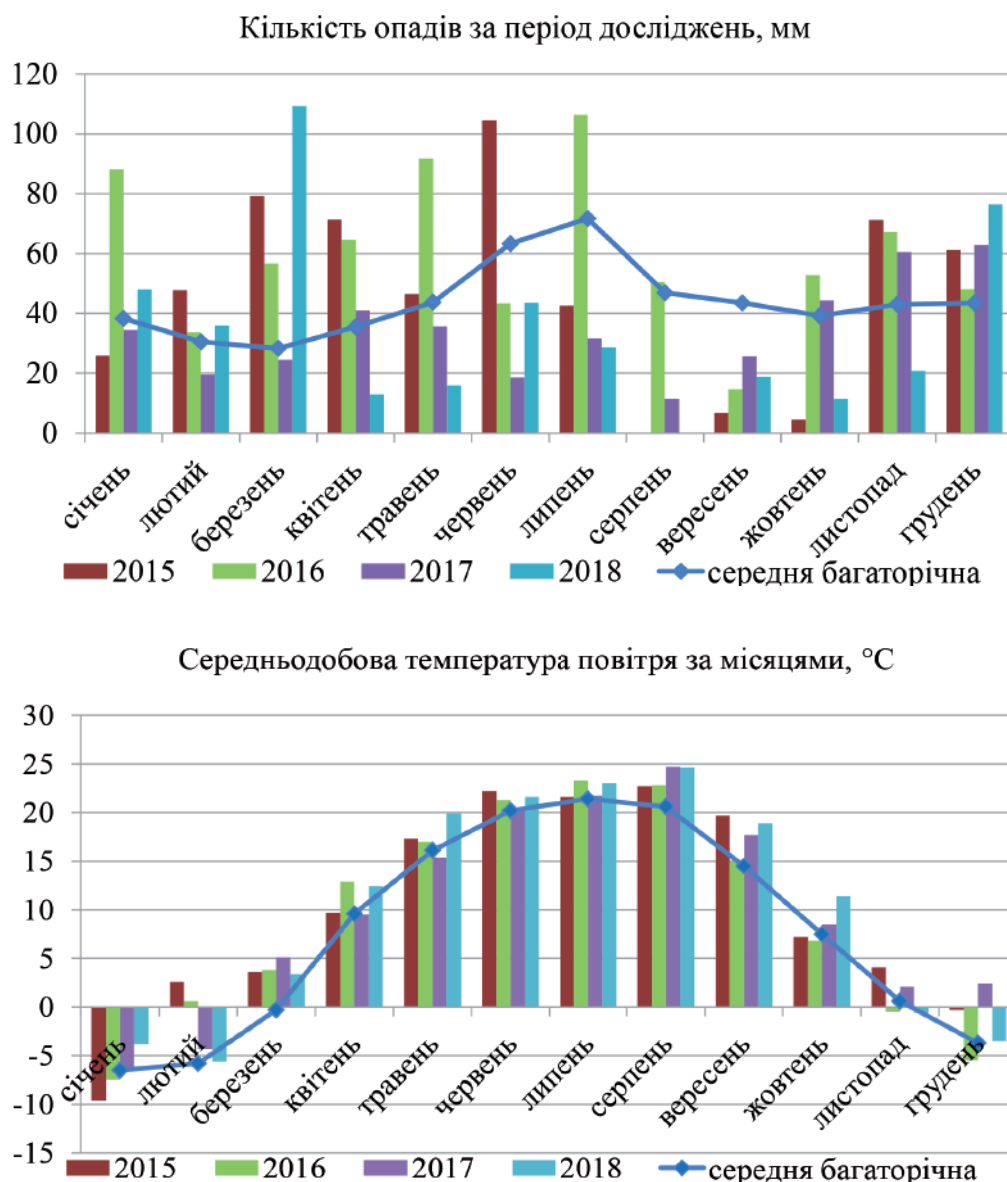 Кількість опадів за період досліджень, мм
120
100
80
60
40
20
0
січень лютий березень квітень травень червень липень серпень вересень жовтень листопад грудень
2015 2016 2017 2018 середня багаторічна
Середньодобова температура повітря за місяцями, °С
30
25
20
15
10
5
0
-5
-10
-15
січень лютий березень квітень травень червень липень серпень вересень жовтень листопад грудень
2015 2016 2017 2018 середня багаторічна